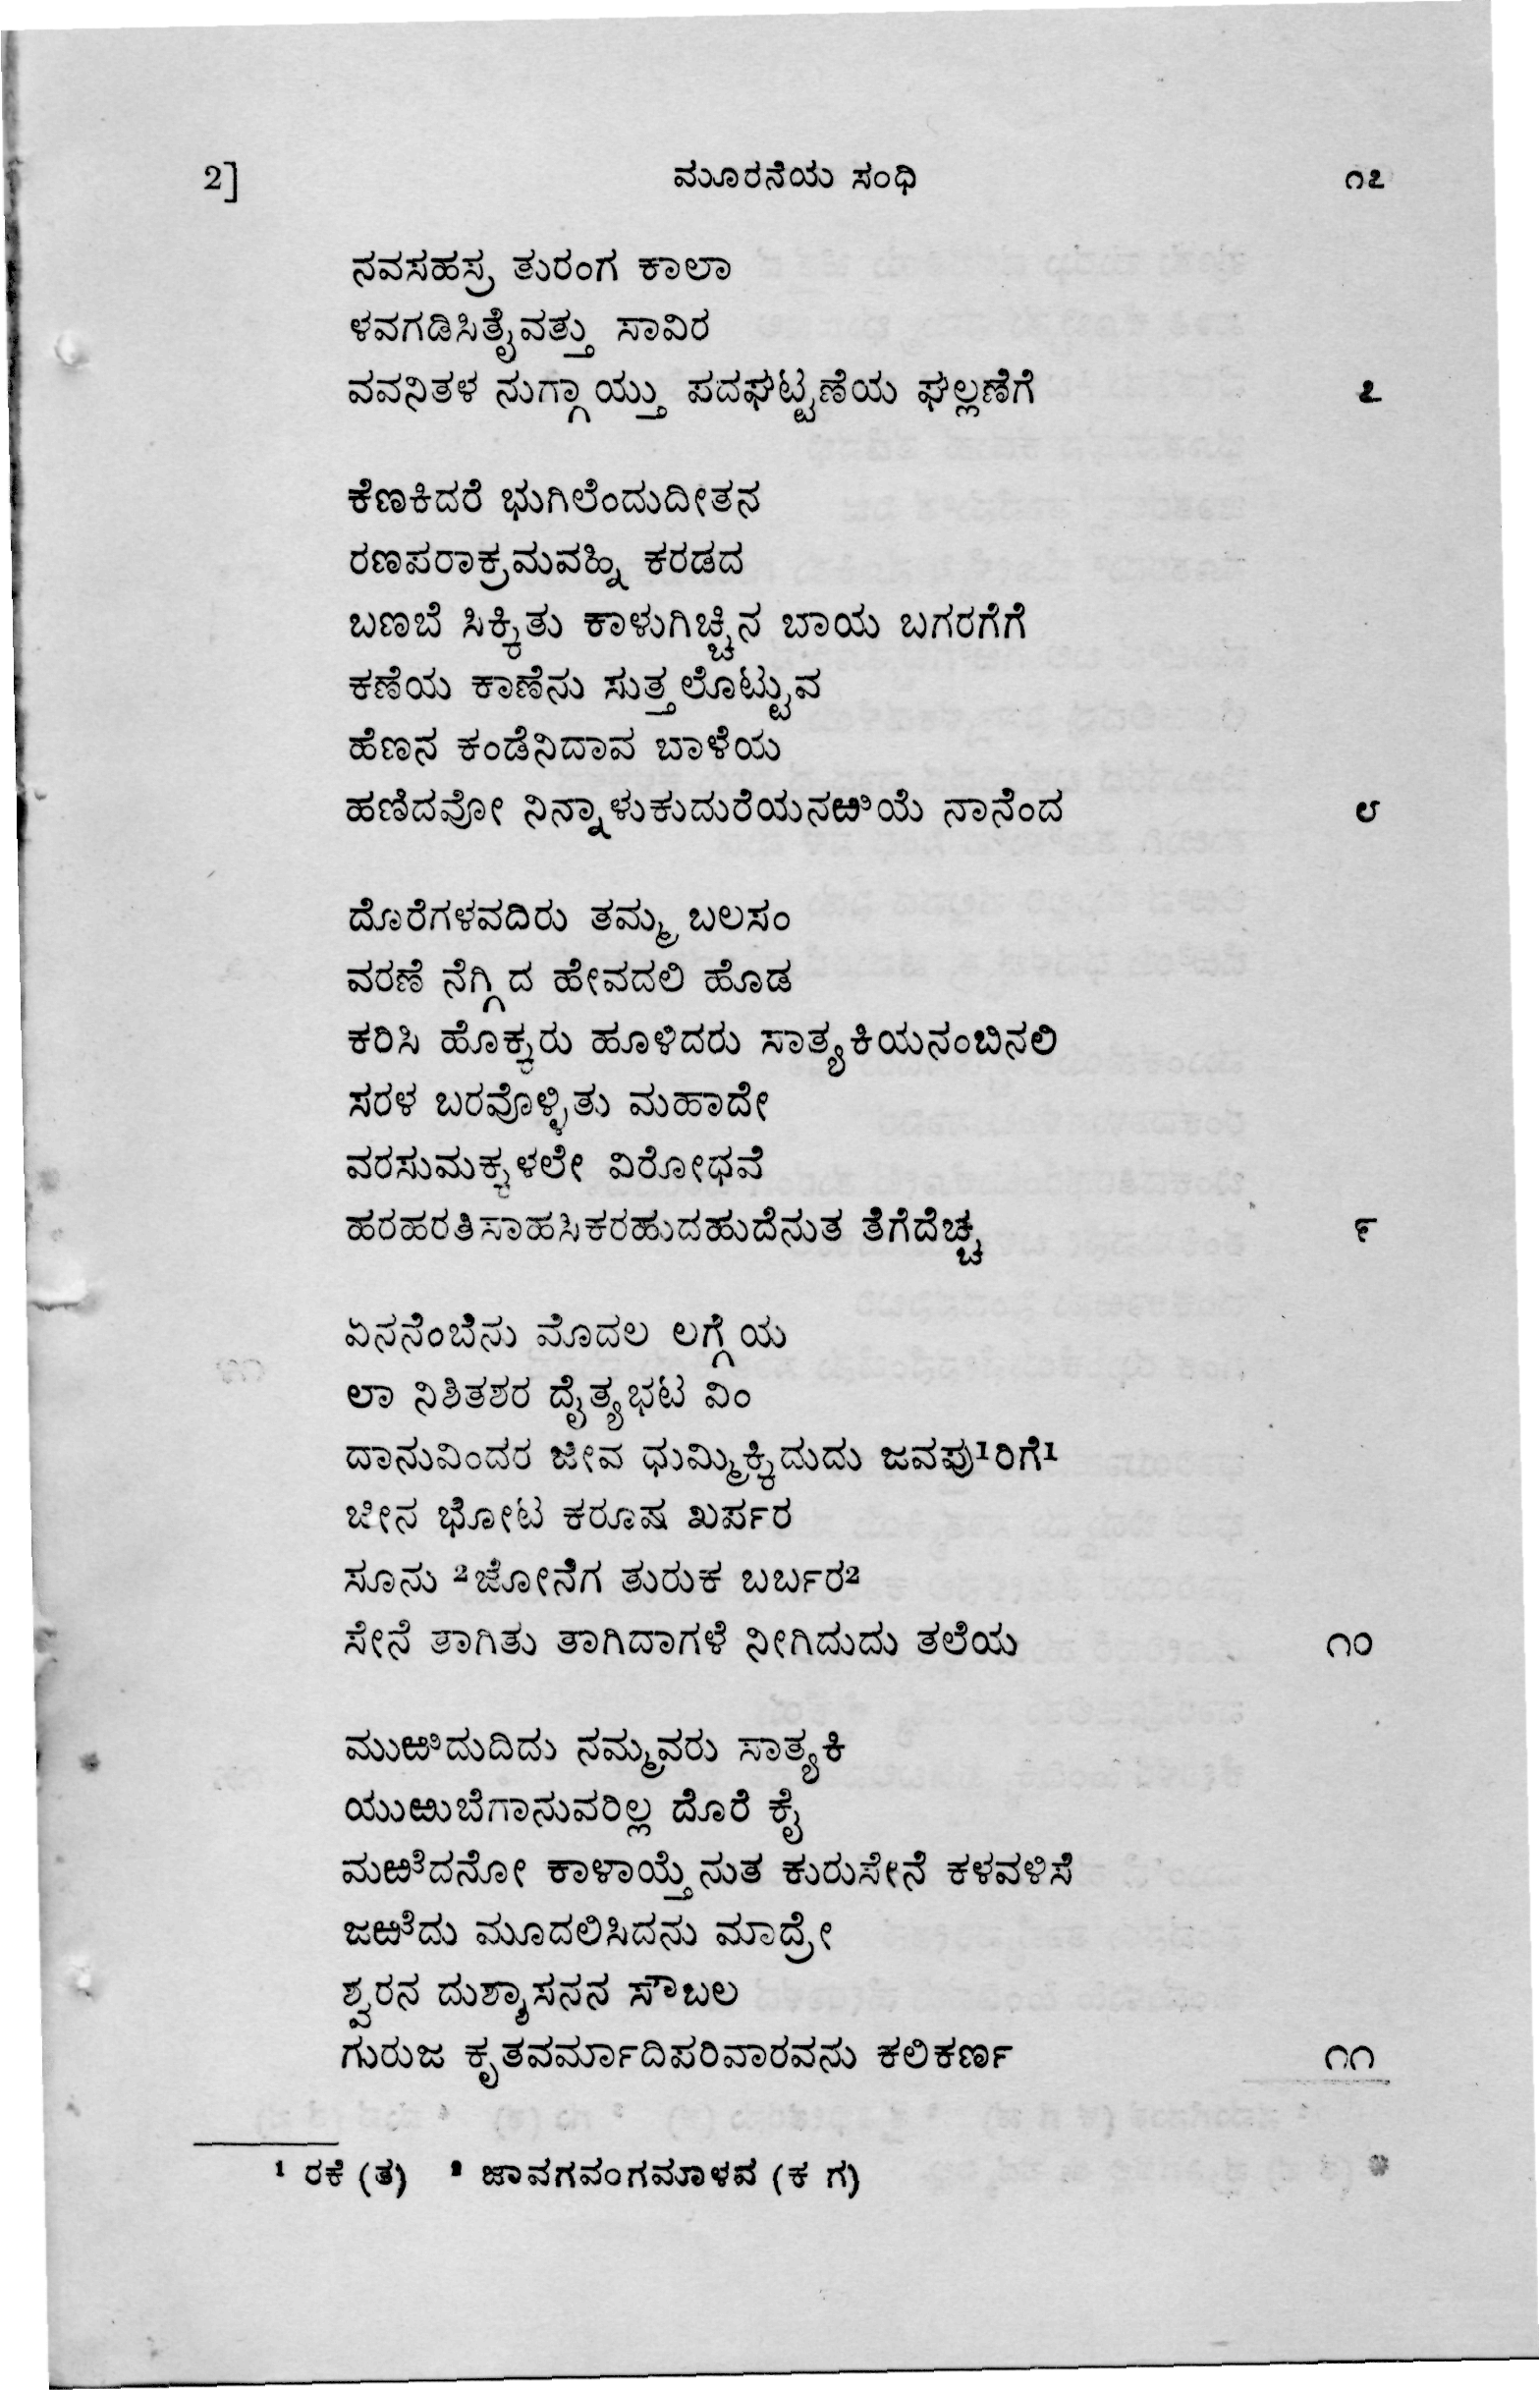 2] ಮೂರನೆಯ ಸಂಧಿ ೧೭
ನವಸಹಸ್ರ ತುರಂಗ ಕಾಲಾ
ಳವಗಡಿಸಿತೈವತ್ತು ಸಾವಿರ
ವವನಿತಳ ನುಗ್ಗಾಯ್ತು ಪದಘಟ್ಟಣೆಯ ಘಲ್ಲಣೆಗೆ ೭
ಕೆಣಕಿದರೆ ಭುಗಿಲೆಂದುದೀತನ
ರಣಪರಾಕ್ರಮವಹ್ನಿ ಕರಡದ
ಬಣಬೆ ಸಿಕ್ಕಿತು ಕಾಳುಗಿಚ್ಚಿನ ಬಾಯ ಬಗರಗೆಗೆ
ಕಣೆಯ ಕಾಣೆನು ಸುತ್ತಲೊಟ್ಟುವ
ಹೆಣನ ಕಂಡೆನಿದಾವ ಬಾಳೆಯ
ಹಣಿದವೋ ನಿನ್ನಾಳುಕುದುರೆಯನಱಿಯೆ ನಾನೆಂದ ೮
ದೊರೆಗಳವದಿರು ತಮ್ಮ ಬಲಸಂ
ವರಣೆ ನೆಗ್ಗಿದ ಹೇವದಲಿ ಹೊಡ
ಕರಿಸಿ ಹೊಕ್ಕರು ಹೂಳಿದರು ಸಾತ್ಯಕಿಯನಂಬಿನಲಿ
ಸರಳ ಬರವೊಳ್ಳಿತು ಮಹಾದೇ
ವರಸುಮಕ್ಕಳಲೇ ವಿರೋಧವೆ
ಹರಹರತಿಸಾಹಸಿಕರಹುದಹುದೆನುತ ತೆಗೆದೆಚ್ಚ ೯
ಏನನೆಂಬೆನು ಮೊದಲ ಲಗ್ಗೆಯ
ಲಾ ನಿಶಿತಶರ ದೈತ್ಯಭಟ ವಿಂ
ದಾನುವಿಂದರ ಜೀವ ಧುಮ್ಮಿಕ್ಕಿದುದು ಜವಪು¹ರಿಗೆ¹
ಚೀನ ಭೋಟ ಕರೂಷ ಖರ್ಪರ
ಸೂನು ²ಜೋನೆಗ ತುರುಕ ಬರ್ಬರ²
ಸೇನೆ ತಾಗಿತು ತಾಗಿದಾಗಳೆ ನೀಗಿದುದು ತಲೆಯ ೧೦
ಮುಱಿದುದಿದು ನಮ್ಮವರು ಸಾತ್ಯಕಿ
ಯುಱುಬೆಗಾನುವರಿಲ್ಲ ದೊರೆ ಕೈ
ಮಱೆದನೋ ಕಾಳಾಯ್ತೆನುತ ಕುರುಸೇನೆ ಕಳವಳಿಸೆ
ಜಱೆದು ಮೂದಲಿಸಿದನು ಮಾದ್ರೇ
ಶ್ವರನ ದುಶ್ಶಾಸನನ ಸೌಬಲ
ಗುರುಜ ಕೃತವರ್ಮಾದಿಪರಿವಾರವನು ಕಲಿಕರ್ಣ ೧೧
¹ ರಕೆ (ತ) ² ಜಾವಗವಂಗಮಾಳವ (ಕ ಗ)